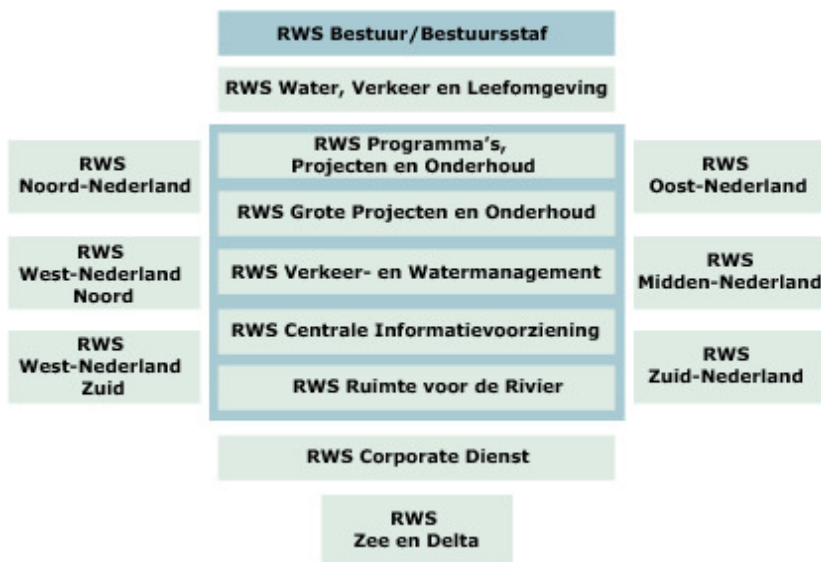 RWS Bestuur/Bestuursstaf
RWS Water, Verkeer en Leefomgeving
RWS Programma's,
Projecten en Onderhoud
RWS Grote Projecten en Onderhoud
RWS Verkeer- en Watermanagement
RWS Centrale Informatievoorziening
RWS Ruimte voor de Rivier
RWS
Noord-Nederland
RWS
West-Nederland
Noord
RWS
West-Nederland
Zuid
RWS
Oost-Nederland
RWS
Midden-Nederland
RWS
Zuid-Nederland
RWS Corporate Dienst
RWS
Zee en Delta